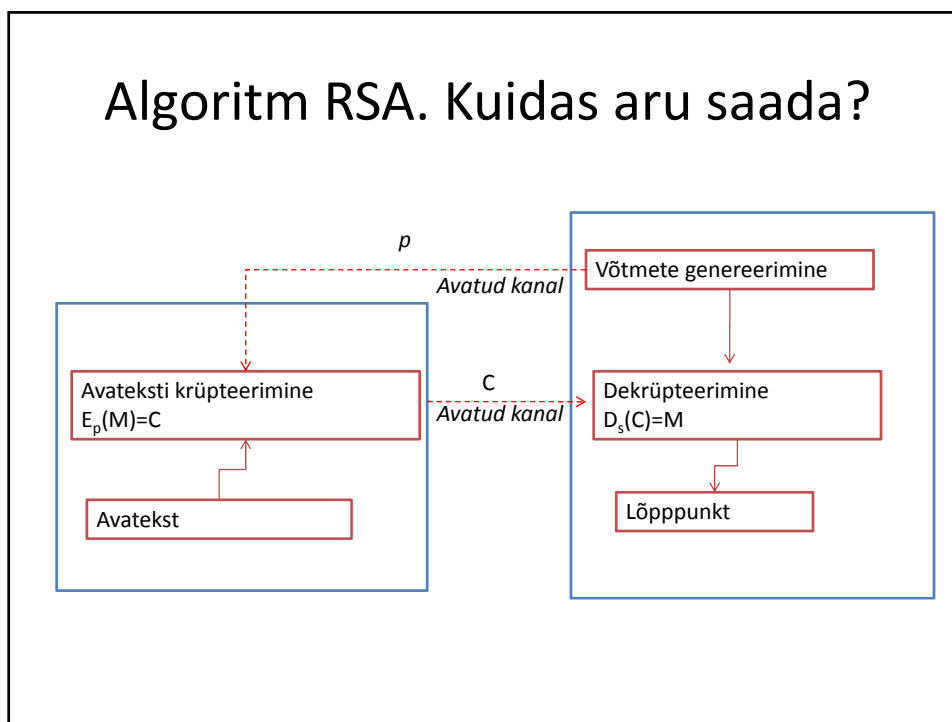 Algoritm RSA. Kuidas aru saada?
p
Avatud kanal
Võtmete genereerimine
Avateksti krüpteerimine
Eₚ(M)=C
C
Avatud kanal
Dekrüpteerimine
Dₛ(C)=M
Avatekst
Lõpppunkt